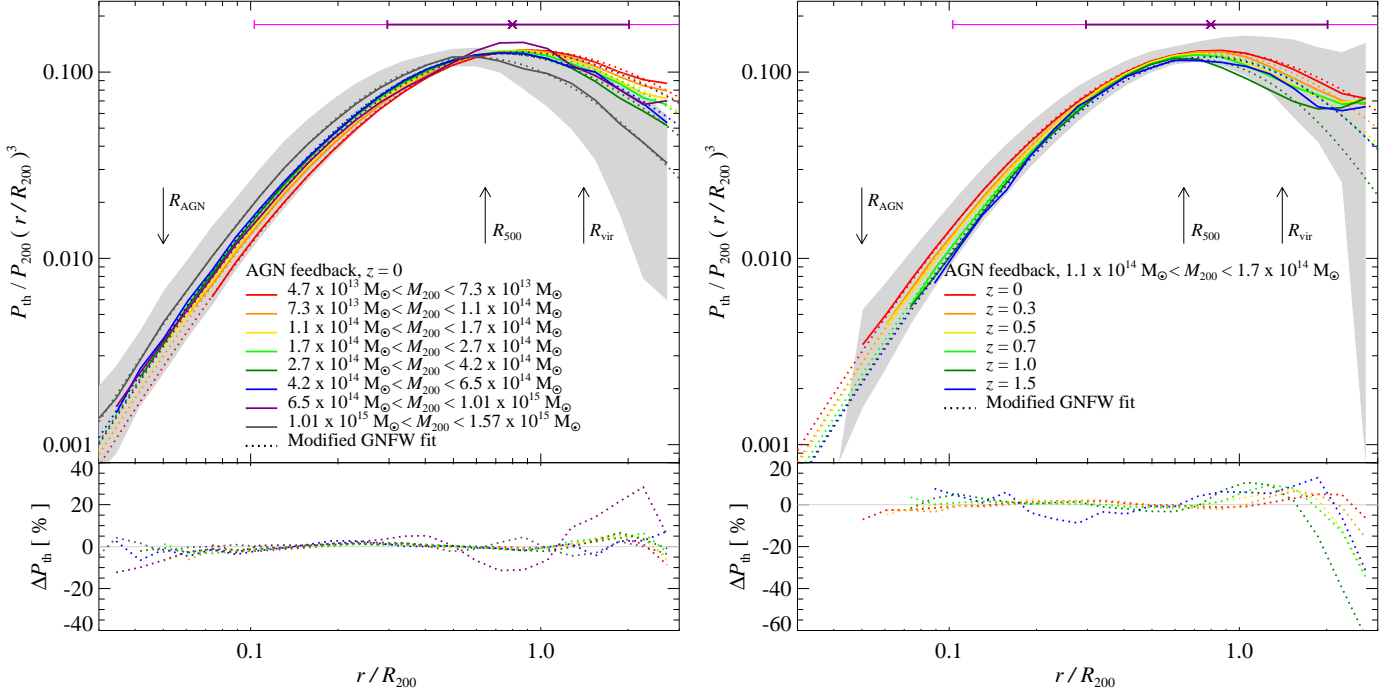 P_th / P_200 ( r / R_200 )^3
0.100
0.010
0.001
R_AGN
R_500
R_vir
AGN feedback, z = 0
4.7 x 10^13 M_⊙ < M_200 < 7.3 x 10^13 M_⊙
7.3 x 10^13 M_⊙ < M_200 < 1.1 x 10^14 M_⊙
1.1 x 10^14 M_⊙ < M_200 < 1.7 x 10^14 M_⊙
1.7 x 10^14 M_⊙ < M_200 < 2.7 x 10^14 M_⊙
2.7 x 10^14 M_⊙ < M_200 < 4.2 x 10^14 M_⊙
4.2 x 10^14 M_⊙ < M_200 < 6.5 x 10^14 M_⊙
6.5 x 10^14 M_⊙ < M_200 < 1.01 x 10^15 M_⊙
1.01 x 10^15 M_⊙ < M_200 < 1.57 x 10^15 M_⊙
Modified GNFW fit
ΔP_th [ % ]
40
20
0
-20
-40
0.1
1.0
r / R_200
P_th / P_200 ( r / R_200 )^3
0.100
0.010
0.001
R_AGN
R_500
R_vir
AGN feedback, 1.1 x 10^14 M_⊙ < M_200 < 1.7 x 10^14 M_⊙
z = 0
z = 0.3
z = 0.5
z = 0.7
z = 1.0
z = 1.5
Modified GNFW fit
ΔP_th [ % ]
20
0
-20
-40
-60
0.1
1.0
r / R_200